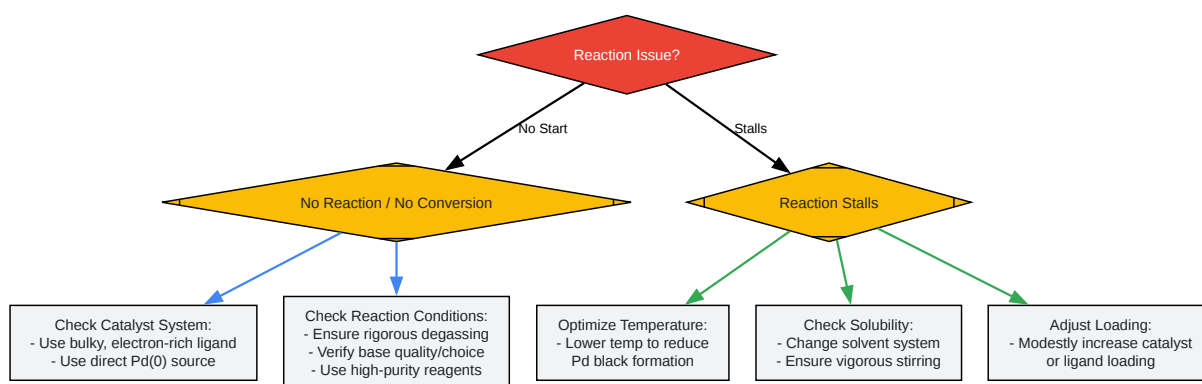 Reaction Issue?
No Start
Stalls
No Reaction / No Conversion
Reaction Stalls
Check Catalyst System:
- Use bulky, electron-rich ligand
- Use direct Pd(0) source
Check Reaction Conditions:
- Ensure rigorous degassing
- Verify base quality/choice
- Use high-purity reagents
Optimize Temperature:
- Lower temp to reduce
Pd black formation
Check Solubility:
- Change solvent system
- Ensure vigorous stirring
Adjust Loading:
- Modestly increase catalyst
or ligand loading